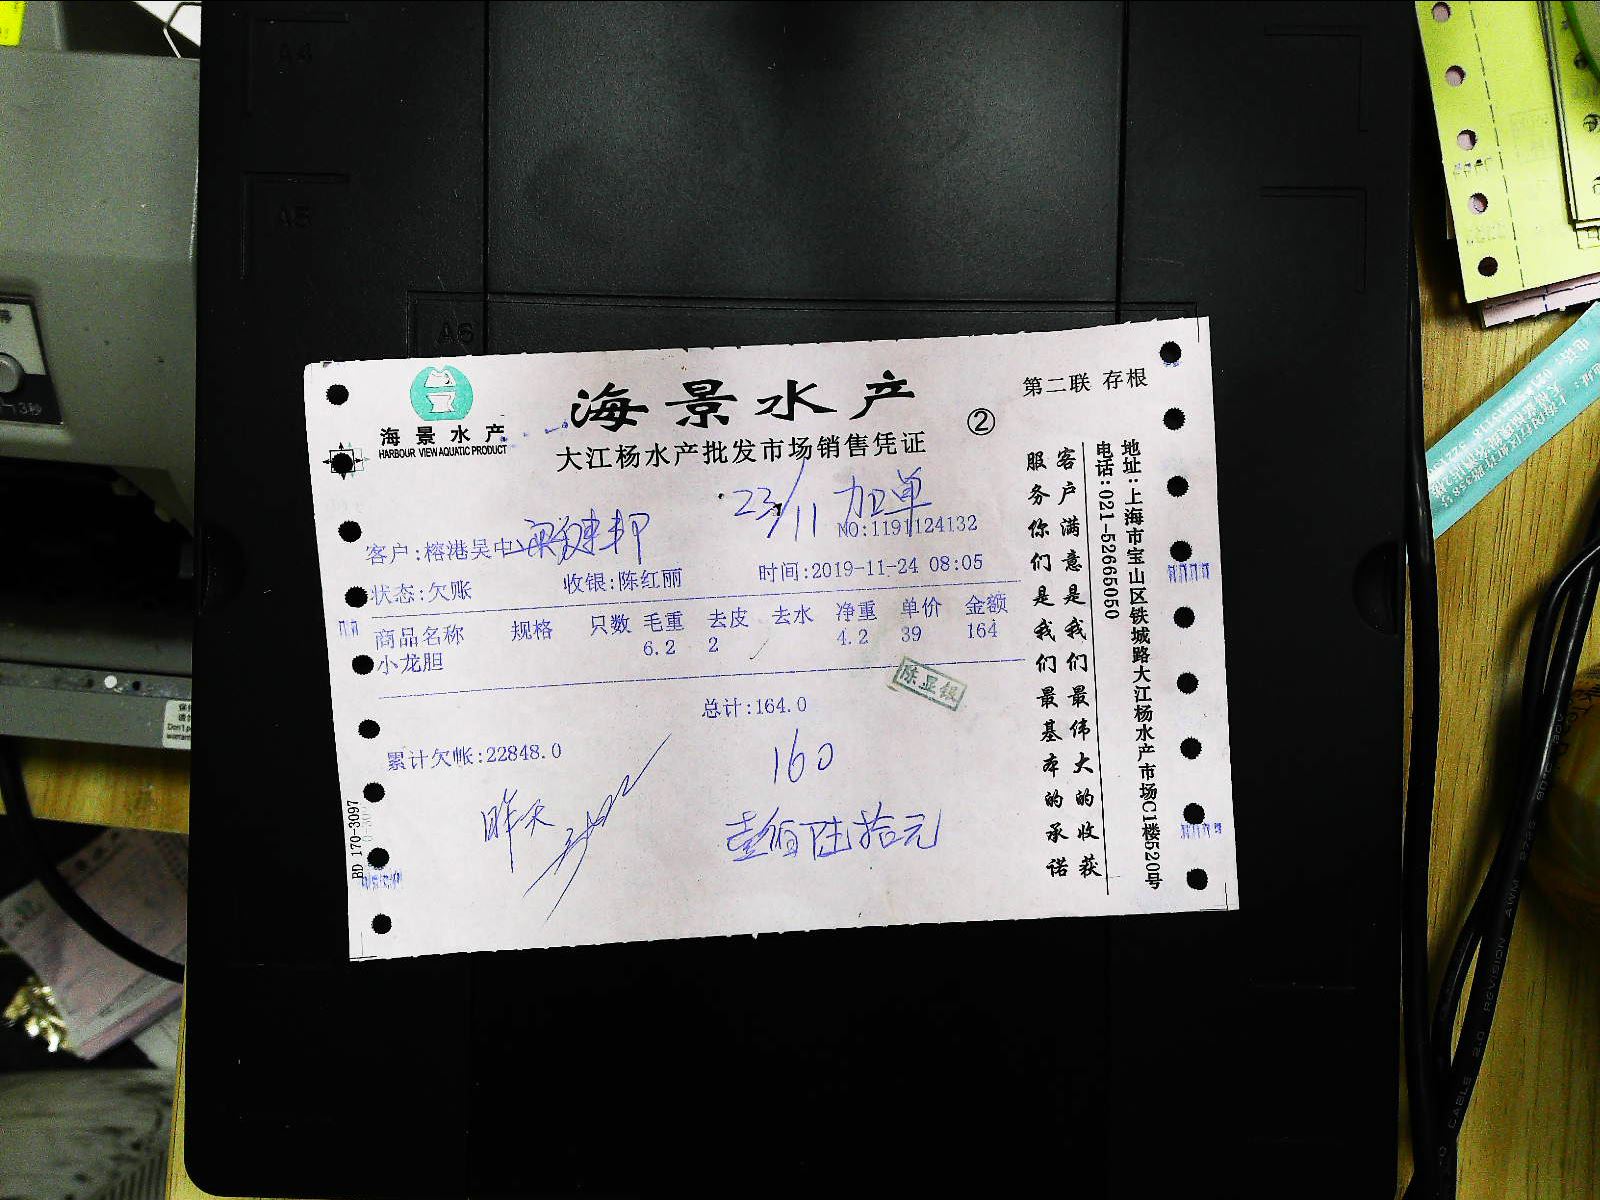 海景水产
HARBOUR VIEW AQUATIC PRODUCT
海景水产
大江杨水产批发市场销售凭证
②
第二联 存根
23/11 加单
NO:1191124132
客户:榕港吴中
状态:欠账 收银:陈红丽 时间:2019-11-24 08:05
商品名称 规格 只数 毛重 去皮 去水 净重 单价 金额
小龙胆 6.2 2 4.2 39 164
陈显银
总计:164.0
累计欠帐:22848.0
160
昨天
壹佰陆拾元
客户满意是我们最伟大的收获
服务你们是我们最基本的承诺
地址:上海市宝山区铁城路大江杨水产市场C1楼520号
电话:021-52665050
BD 170-3097
A4
A5
A6